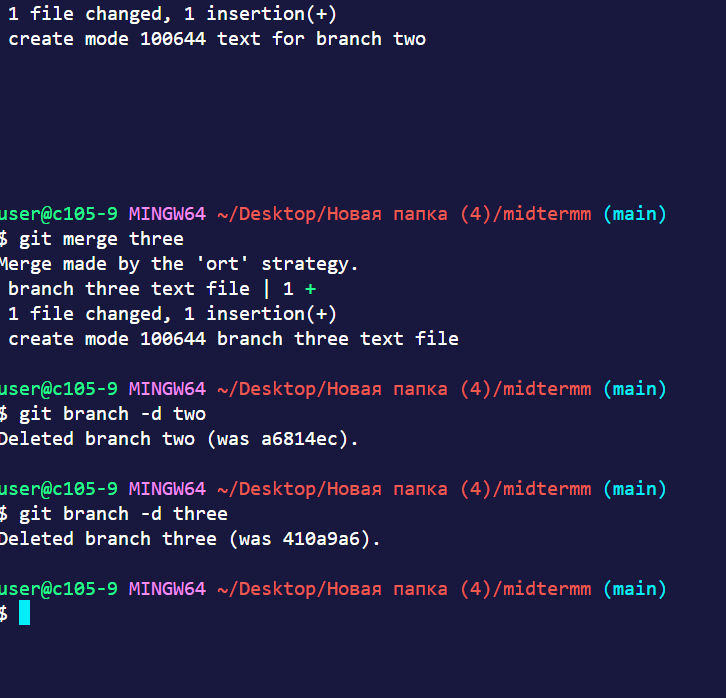 1 file changed, 1 insertion(+)
create mode 100644 text for branch two
user@c105-9 MINGW64 ~/Desktop/Новая папка (4)/midtermm (main)
$ git merge three
Merge made by the 'ort' strategy.
branch three text file | 1 +
1 file changed, 1 insertion(+)
create mode 100644 branch three text file
user@c105-9 MINGW64 ~/Desktop/Новая папка (4)/midtermm (main)
$ git branch -d two
Deleted branch two (was a6814ec).
user@c105-9 MINGW64 ~/Desktop/Новая папка (4)/midtermm (main)
$ git branch -d three
Deleted branch three (was 410a9a6).
user@c105-9 MINGW64 ~/Desktop/Новая папка (4)/midtermm (main)
$